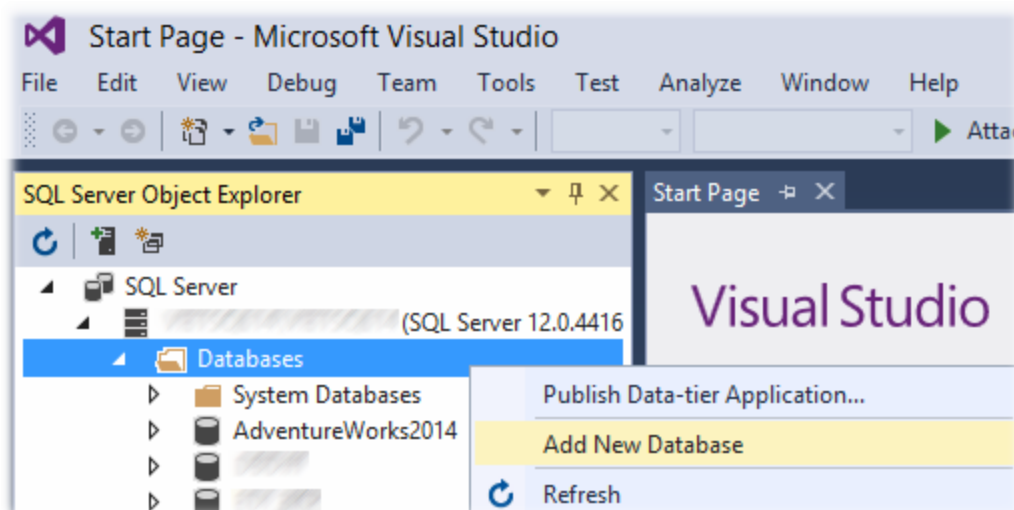 Start Page - Microsoft Visual Studio
File Edit View Debug Team Tools Test Analyze Window Help
Atta
SQL Server Object Explorer
Start Page
SQL Server
Visual Studio
(SQL Server 12.0.4416
Databases
System Databases
Publish Data-tier Application...
AdventureWorks2014
Add New Database
Refresh